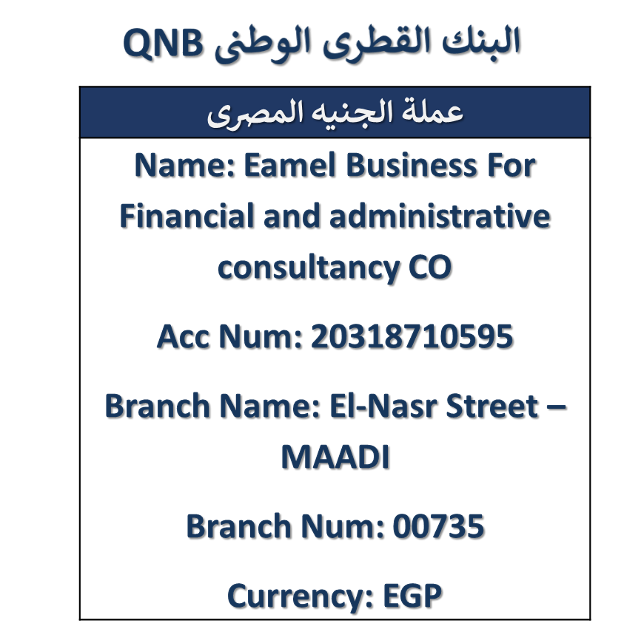 البنك القطرى الوطنى QNB
عملة الجنيه المصرى
Name: Eamel Business For
Financial and administrative
consultancy CO
Acc Num: 20318710595
Branch Name: El-Nasr Street –
MAADI
Branch Num: 00735
Currency: EGP